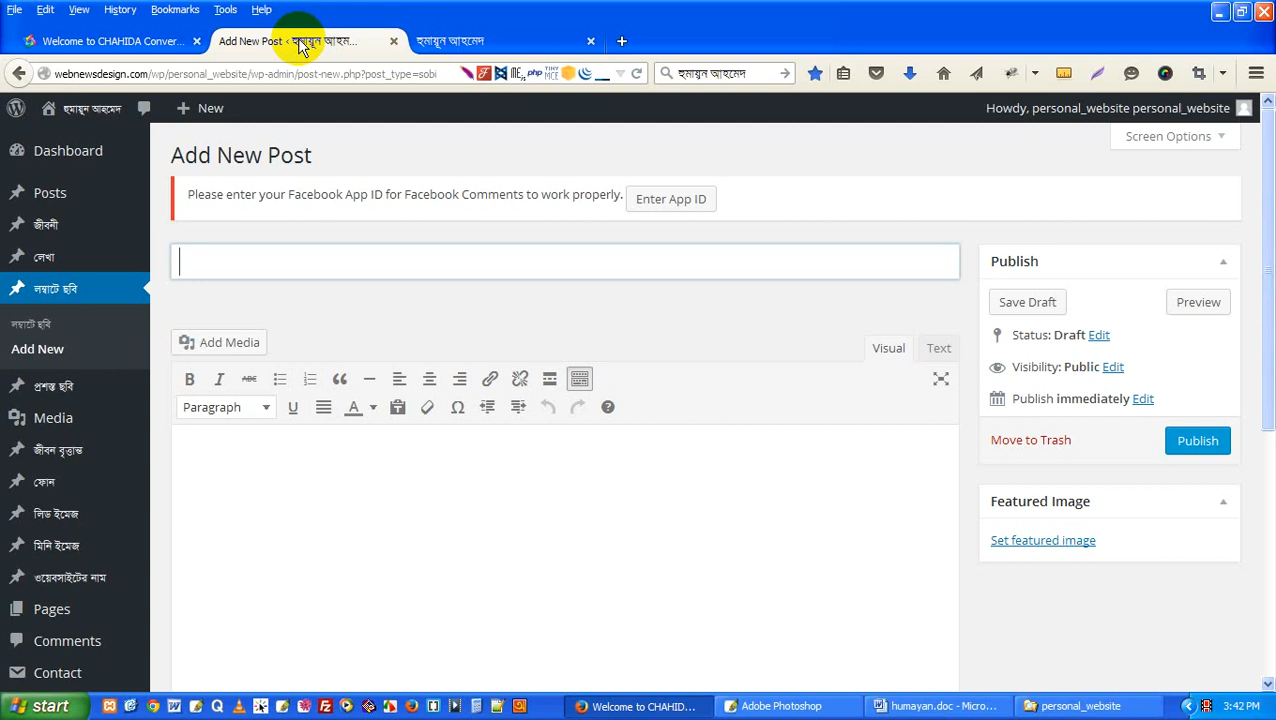 File Edit View History Bookmarks Tools Help
Welcome to CHAHIDA Conver... Add New Post ‹ হুমায়ূন আহম... হুমায়ূন আহমেদ
webnewsdesign.com/wp/personal_website/wp-admin/post-new.php?post_type=sobi হুমায়ূন আহমেদ
হুমায়ূন আহমেদ New Howdy, personal_website personal_website
Screen Options
Dashboard
Posts
জীবনী
লেখা
লম্বাটে ছবি
লম্বাটে ছবি
Add New
প্রশস্ত ছবি
Media
জীবন বৃত্তান্ত
ফোন
লিড ইমেজ
মিনি ইমেজ
ওয়েবসাইটের নাম
Pages
Comments
Contact
Add New Post
Please enter your Facebook App ID for Facebook Comments to work properly. Enter App ID
Add Media
Visual Text
Paragraph
Publish
Save Draft Preview
Status: Draft Edit
Visibility: Public Edit
Publish immediately Edit
Move to Trash Publish
Featured Image
Set featured image
start Welcome to CHAHID... Adobe Photoshop humayan.doc - Micros... personal_website 3:42 PM